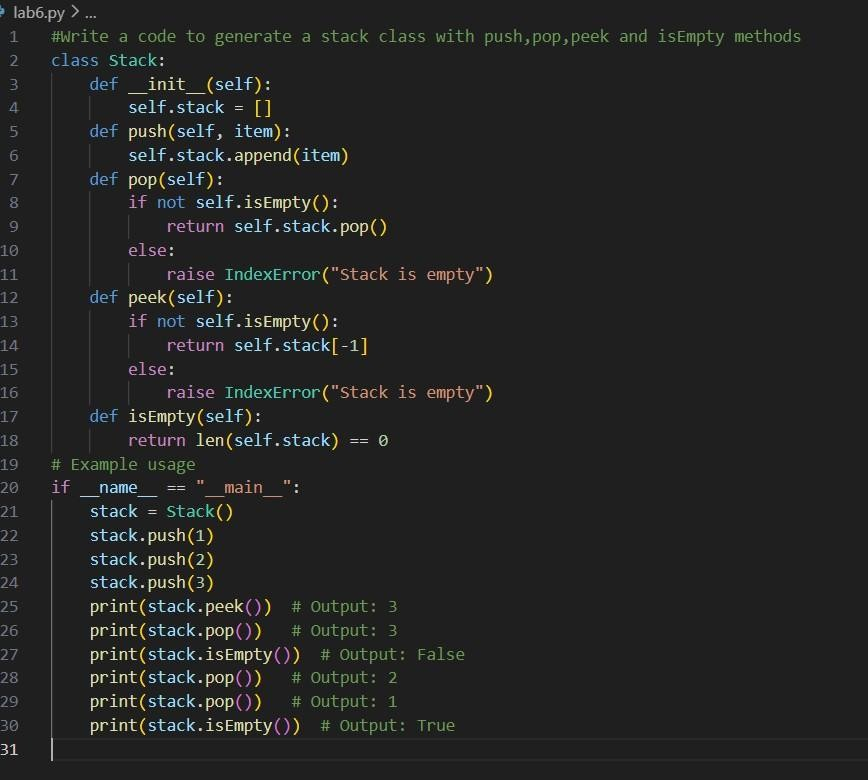 lab6.py > ...
1 #Write a code to generate a stack class with push,pop,peek and isEmpty methods
2 class Stack:
3     def __init__(self):
4         self.stack = []
5     def push(self, item):
6         self.stack.append(item)
7     def pop(self):
8         if not self.isEmpty():
9             return self.stack.pop()
10         else:
11             raise IndexError("Stack is empty")
12     def peek(self):
13         if not self.isEmpty():
14             return self.stack[-1]
15         else:
16             raise IndexError("Stack is empty")
17     def isEmpty(self):
18         return len(self.stack) == 0
19 # Example usage
20 if __name__ == "__main__":
21     stack = Stack()
22     stack.push(1)
23     stack.push(2)
24     stack.push(3)
25     print(stack.peek())  # Output: 3
26     print(stack.pop())   # Output: 3
27     print(stack.isEmpty())  # Output: False
28     print(stack.pop())   # Output: 2
29     print(stack.pop())   # Output: 1
30     print(stack.isEmpty())  # Output: True
31